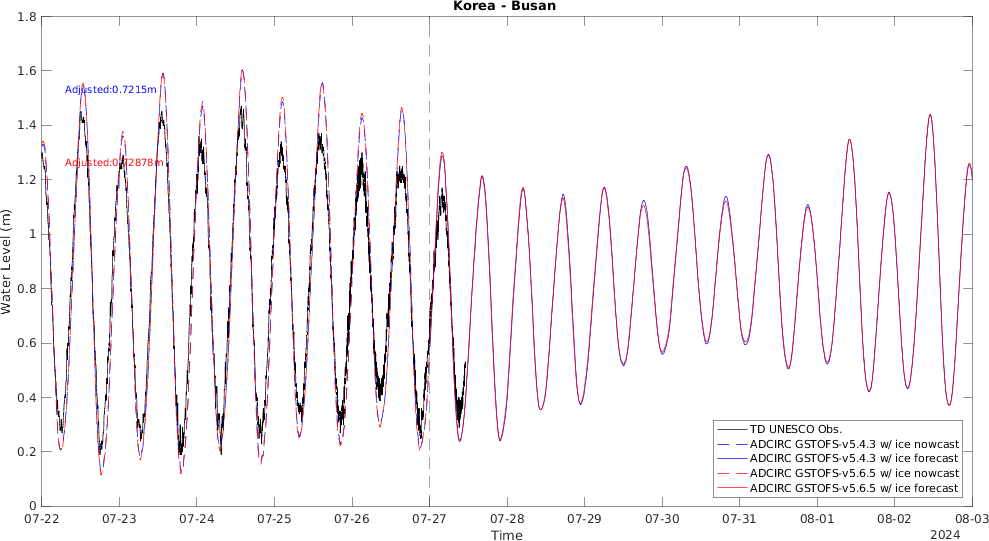 Korea - Busan
Water Level (m)
1.8
1.6
1.4
1.2
1
0.8
0.6
0.4
0.2
0
Adjusted:0.7215m
TD UNESCO Obs.
ADCIRC GSTOFS-v5.4.3 w/ ice nowcast
ADCIRC GSTOFS-v5.4.3 w/ ice forecast
ADCIRC GSTOFS-v5.6.5 w/ ice nowcast
ADCIRC GSTOFS-v5.6.5 w/ ice forecast
07-22 07-23 07-24 07-25 07-26 07-27 07-28 07-29 07-30 07-31 08-01 08-02 08-03
Time
2024